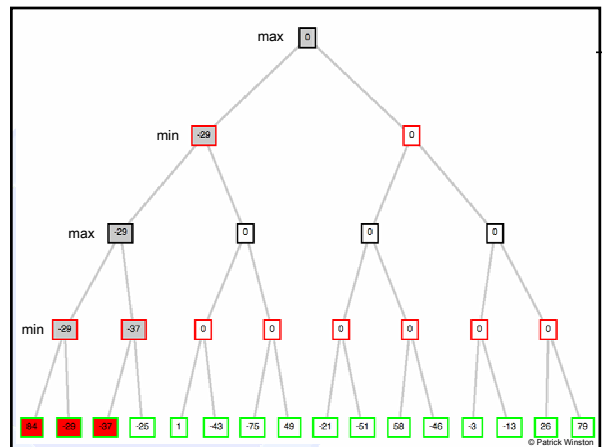 max 0
min -29 0
max -29 0 0 0
min -29 -37 0 0 0 0 0 0
84 -29 -37 -25 1 -43 -75 49 -21 -51 58 -46 -3 -13 26 79
© Patrick Winston